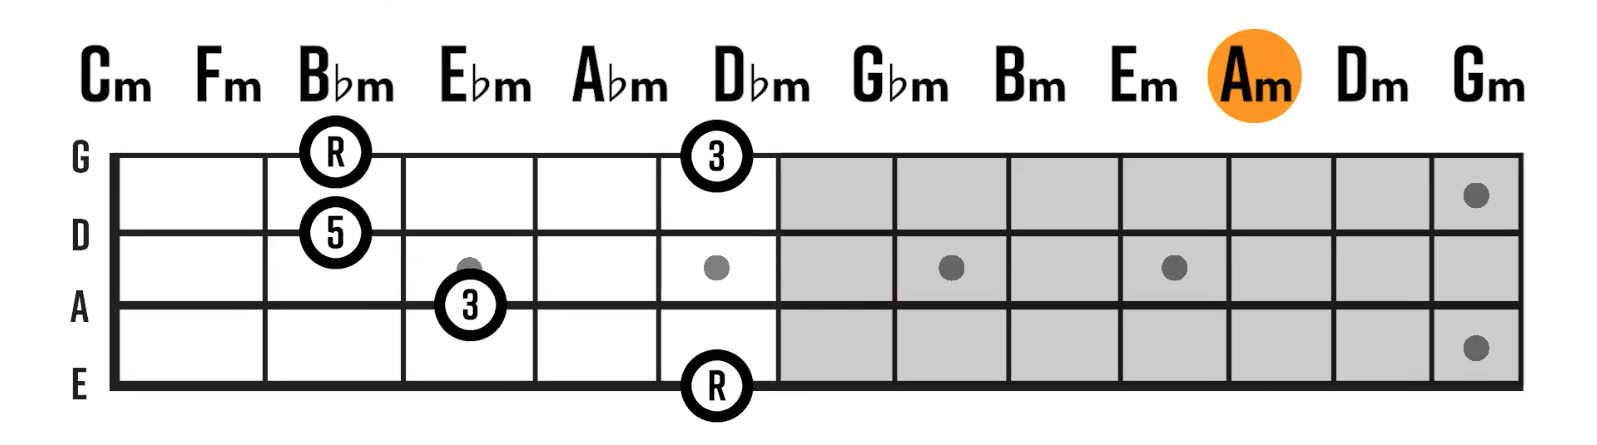 Cm Fm B♭m E♭m A♭m D♭m G♭m Bm Em Am Dm Gm
G R 3
D 5
A 3
E R